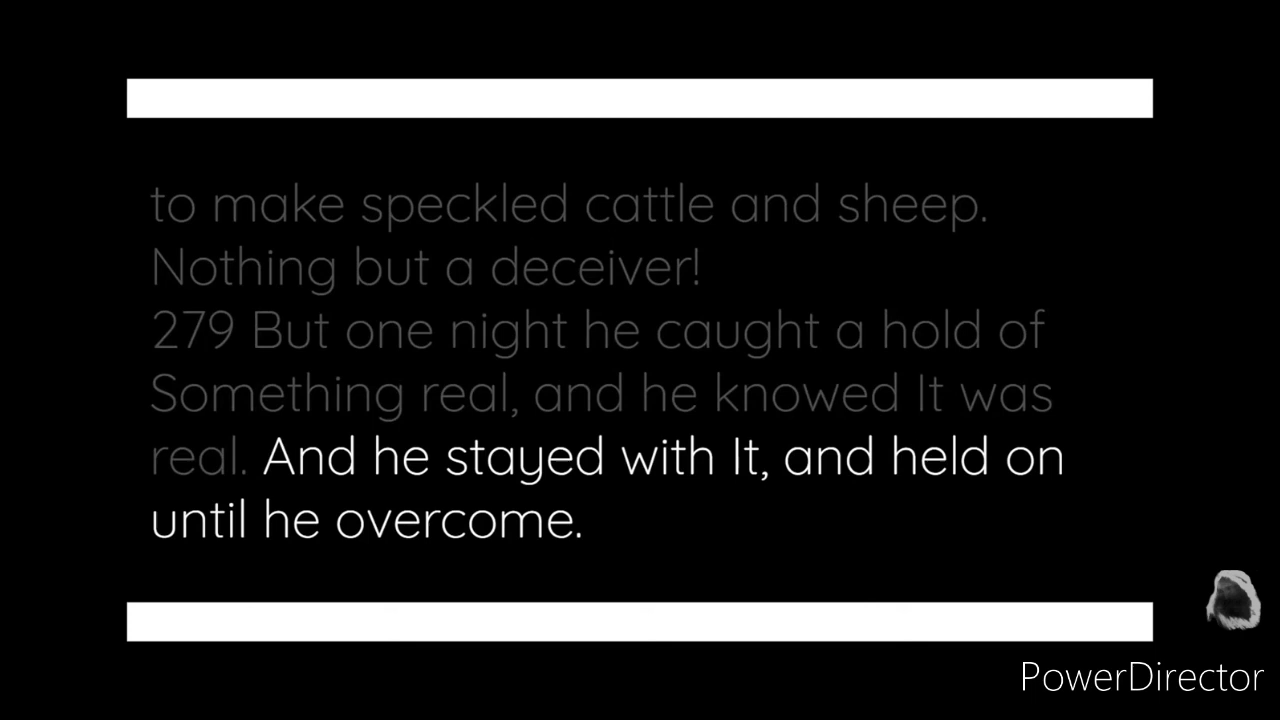 to make speckled cattle and sheep.
Nothing but a deceiver!
279 But one night he caught a hold of
Something real, and he knowed It was
real. And he stayed with It, and held on
until he overcome.
PowerDirector